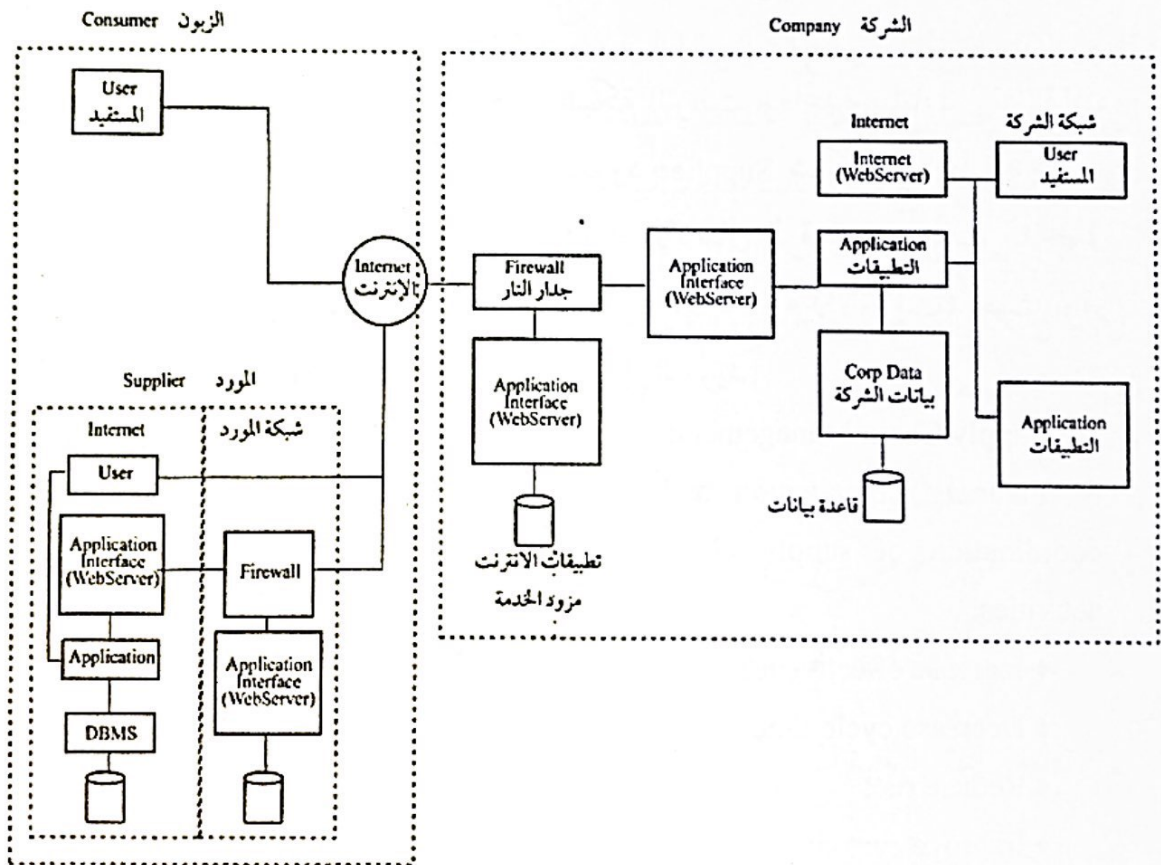 Consumer الزبون
User
المستفيد
Internet
الإنترنت
Supplier المورد
Internet
شبكة المورد
User
Application
Interface
(WebServer)
Firewall
Application
Application
Interface
(WebServer)
DBMS
Company الشركة
Internet
شبكة الشركة
Internet
(WebServer)
User
المستفيد
Firewall
جدار النار
Application
Interface
(WebServer)
Application
التطبيقات
Application
Interface
(WebServer)
Corp Data
بيانات الشركة
Application
التطبيقات
قاعدة بيانات
تطبيقات الانترنت
مزود الخدمة